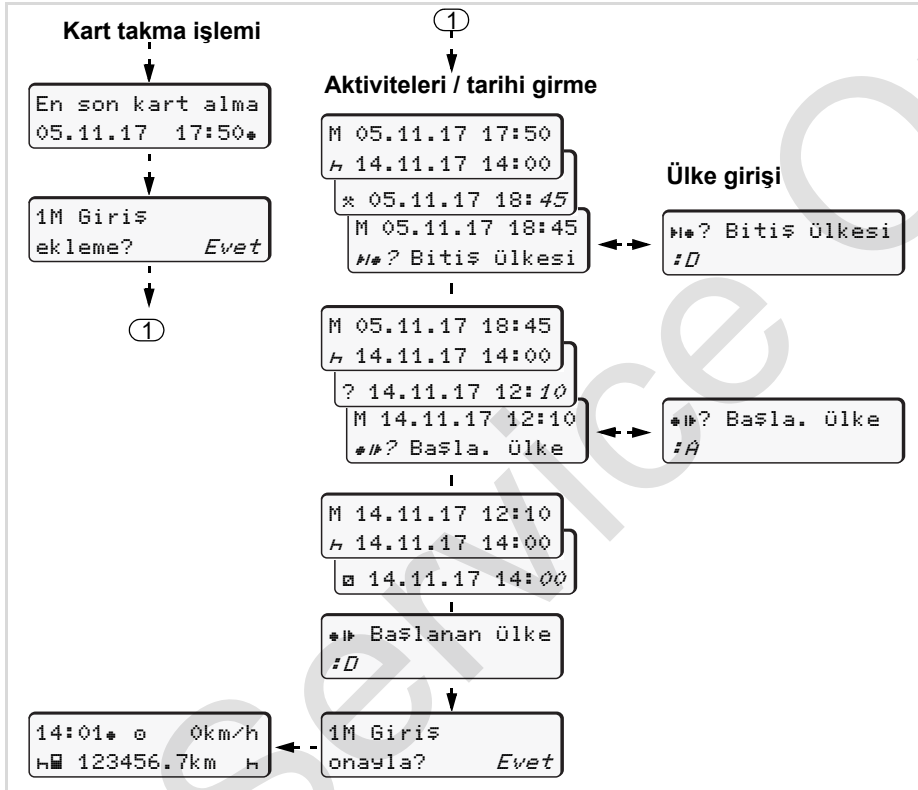 Kart takma işlemi
En son kart alma
05.11.17 17:50
1M Giriş
ekleme? Evet
1
1
Aktiviteleri / tarihi girme
M 05.11.17 17:50
14.11.17 14:00
05.11.17 18:45
M 05.11.17 18:45
? Bitiş ülkesi
Ülke girişi
? Bitiş ülkesi
:D
M 05.11.17 18:45
14.11.17 14:00
? 14.11.17 12:10
M 14.11.17 12:10
? Başla. ülke
? Başla. ülke
:A
M 14.11.17 12:10
14.11.17 14:00
14.11.17 14:00
Başlanan ülke
:D
1M Giriş
onayla? Evet
14:01 0km/h
123456.7km
Service